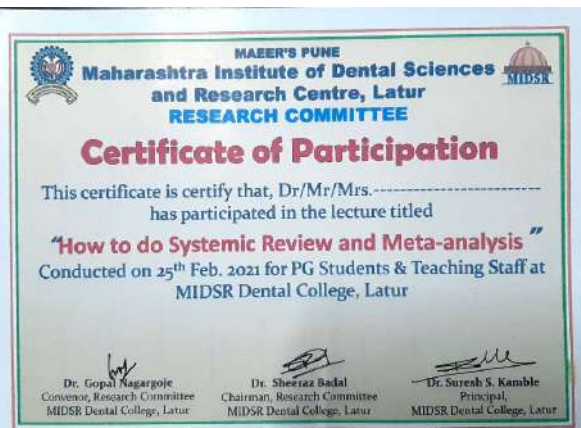 MAEER'S PUNE
Maharashtra Institute of Dental Sciences
and Research Centre, Latur
MIDSR
RESEARCH COMMITTEE
Certificate of Participation
This certificate is certify that, Dr/Mr/Mrs.-----------------------
has participated in the lecture titled
“How to do Systemic Review and Meta-analysis”
Conducted on 25th Feb. 2021 for PG Students & Teaching Staff at
MIDSR Dental College, Latur
Dr. Gopal Nagargoje
Convenor, Research Committee
MIDSR Dental College, Latur
Dr. Sheeraz Badal
Chairman, Research Committee
MIDSR Dental College, Latur
Dr. Suresh S. Kamble
Principal,
MIDSR Dental College, Latur